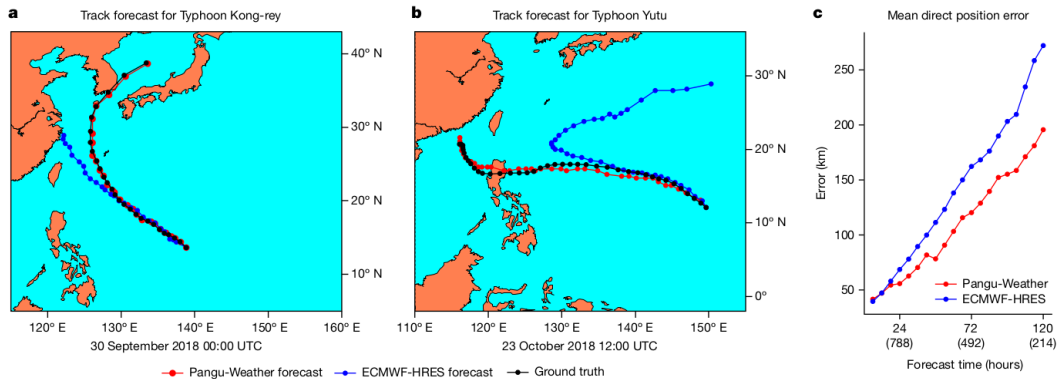 a
Track forecast for Typhoon Kong-rey
40° N
30° N
20° N
10° N
120° E
130° E
140° E
150° E
160° E
30 September 2018 00:00 UTC
b
Track forecast for Typhoon Yutu
30° N
20° N
10° N
0°
110° E
120° E
130° E
140° E
150° E
23 October 2018 12:00 UTC
Pangu-Weather forecast
ECMWF-HRES forecast
Ground truth
c
Mean direct position error
Error (km)
250
200
150
100
50
Pangu-Weather
ECMWF-HRES
24
72
120
(788)
(492)
(214)
Forecast time (hours)